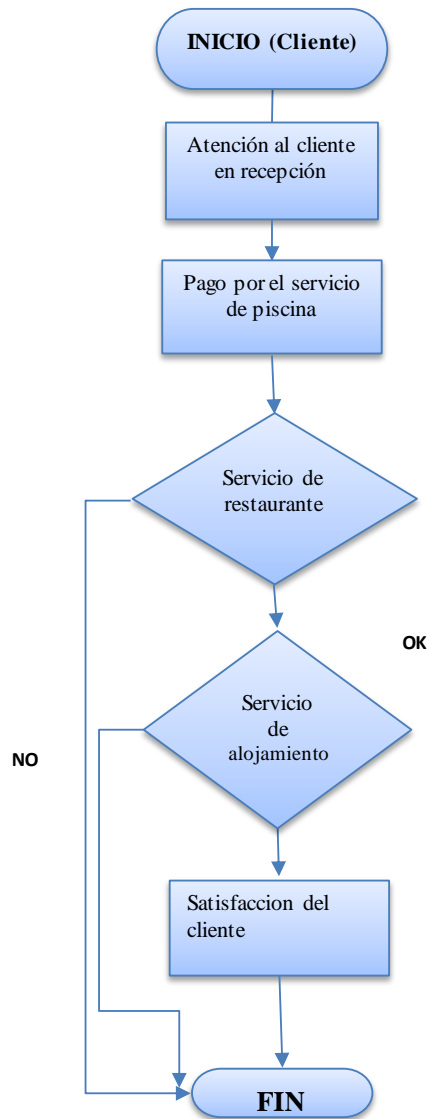 INICIO (Cliente)
Atención al cliente
en recepción
Pago por el servicio
de piscina
Servicio de
restaurante
OK
Servicio
de
alojamiento
NO
Satisfaccion del
cliente
FIN